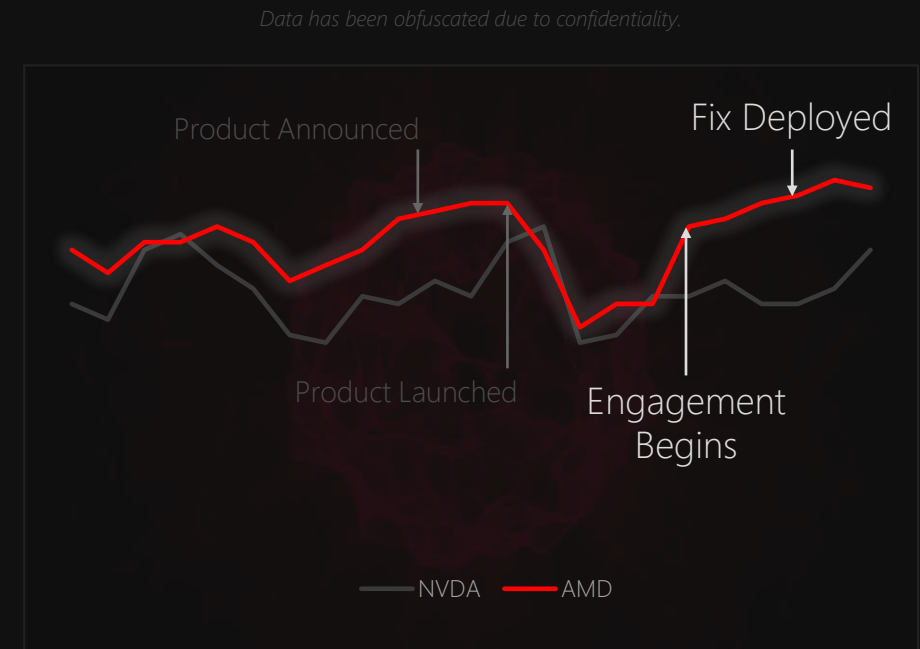 Data has been obfuscated due to confidentiality.
Product Announced
Fix Deployed
Product Launched
Engagement
Begins
NVDA
AMD